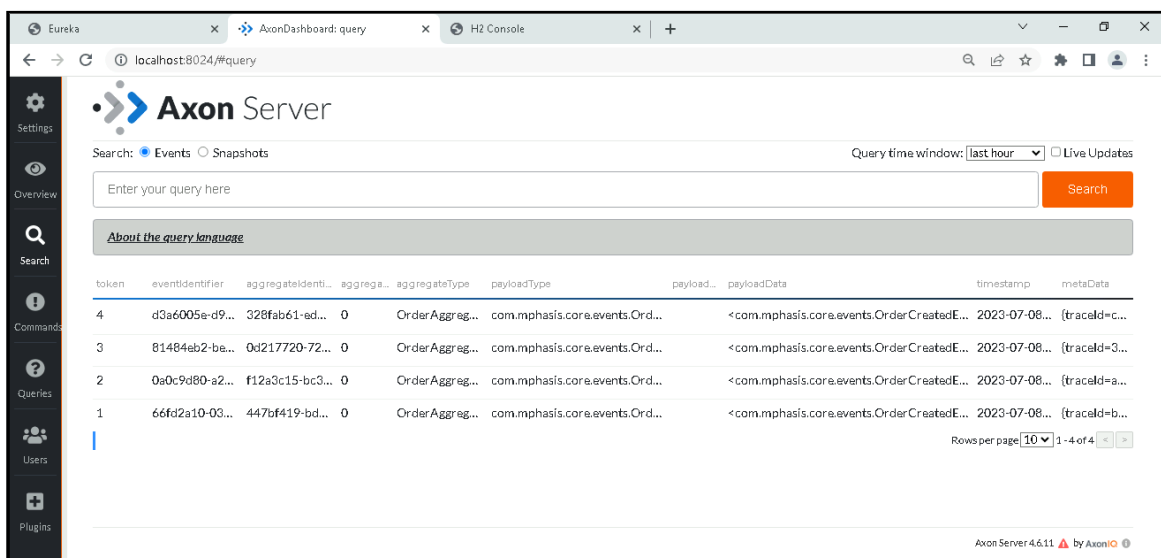 Eureka AxonDashboard: query H2 Console
localhost:8024/#query
Axon Server
Settings
Search: Events Snapshots Query time window: last hour Live Updates
Enter your query here Search
Overview
About the query language
Search
token eventIdentifier aggregateIdenti... aggrega... aggregateType payloadType payload... payloadData timestamp metaData
4 d3a6005e-d9... 328fab61-ed... 0 OrderAggreg... com.mphasis.core.events.Ord... <com.mphasis.core.events.OrderCreatedE... 2023-07-08... {traceId=c...
Commands
3 81484eb2-be... 0d217720-72... 0 OrderAggreg... com.mphasis.core.events.Ord... <com.mphasis.core.events.OrderCreatedE... 2023-07-08... {traceId=3...
2 0a0c9d80-a2... f12a3c15-bc3... 0 OrderAggreg... com.mphasis.core.events.Ord... <com.mphasis.core.events.OrderCreatedE... 2023-07-08... {traceId=a...
Queries
1 66fd2a10-03... 447bf419-bd... 0 OrderAggreg... com.mphasis.core.events.Ord... <com.mphasis.core.events.OrderCreatedE... 2023-07-08... {traceId=b...
Rows per page 10 1 - 4 of 4 < >
Users
Plugins
Axon Server 4.6.11 by AxonIQ